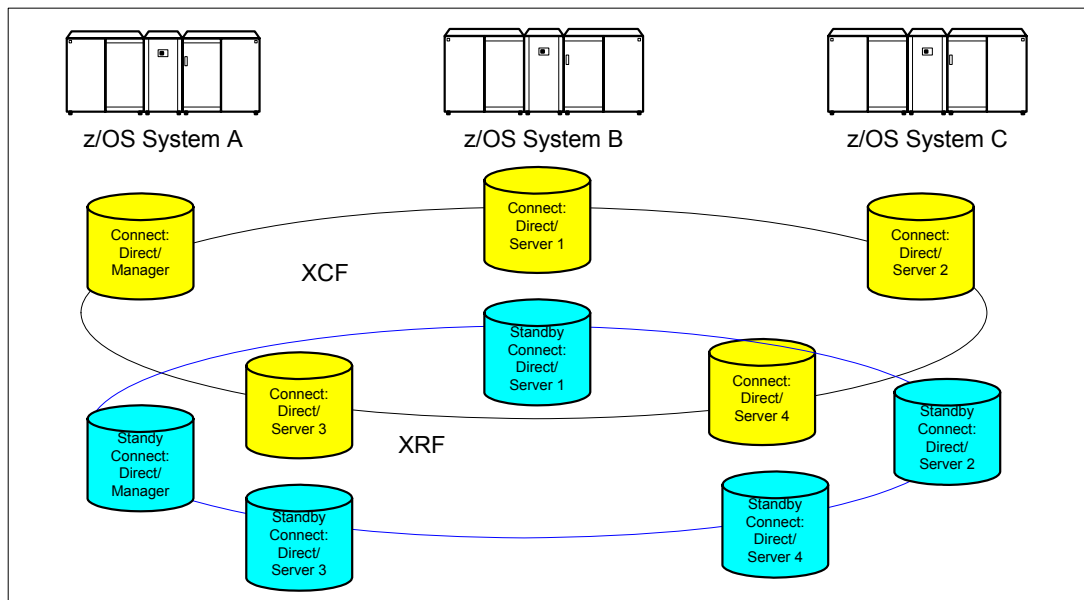 z/OS System A
z/OS System B
z/OS System C
Connect:
Direct/
Manager
Connect:
Direct/
Server 1
Connect:
Direct/
Server 2
XCF
Standby
Connect:
Direct/
Server 1
Connect:
Direct/
Server 3
Connect:
Direct/
Server 4
XRF
Standy
Connect:
Direct/
Manager
Standby
Connect:
Direct/
Server 2
Standby
Connect:
Direct/
Server 3
Standby
Connect:
Direct/
Server 4